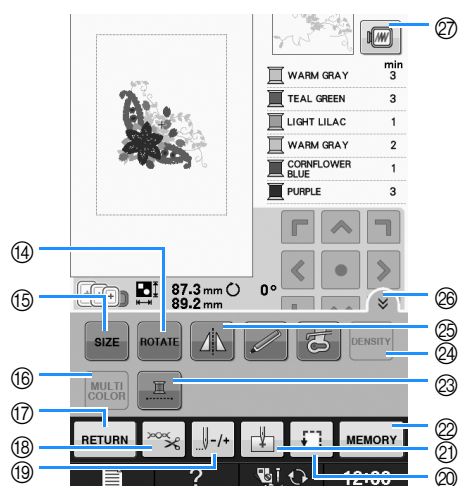 ㉗
min
WARM GRAY 3
TEAL GREEN 3
LIGHT LILAC 1
WARM GRAY 2
CORNFLOWER
BLUE 1
PURPLE 3
⑭
87.3 mm 0°
89.2 mm
㉖
⑮
SIZE
ROTATE
DENSITY
㉕
㉔
⑯
MULTI
COLOR
㉓
⑰
RETURN
-/+
MEMORY
㉒
⑱
㉑
⑲
⑳
?